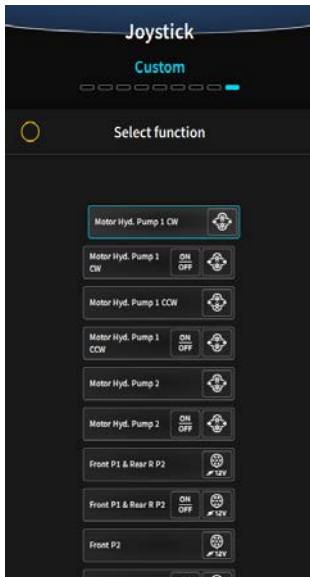 Joystick
Custom
Select function
Motor Hyd. Pump 1 CW
Motor Hyd. Pump 1
CW
ON
OFF
Motor Hyd. Pump 1 CCW
Motor Hyd. Pump 1
CCW
ON
OFF
Motor Hyd. Pump 2
Motor Hyd. Pump 2
ON
OFF
Front P1 & Rear R P2
12V
Front P1 & Rear R P2
ON
OFF
12V
Front P2
12V